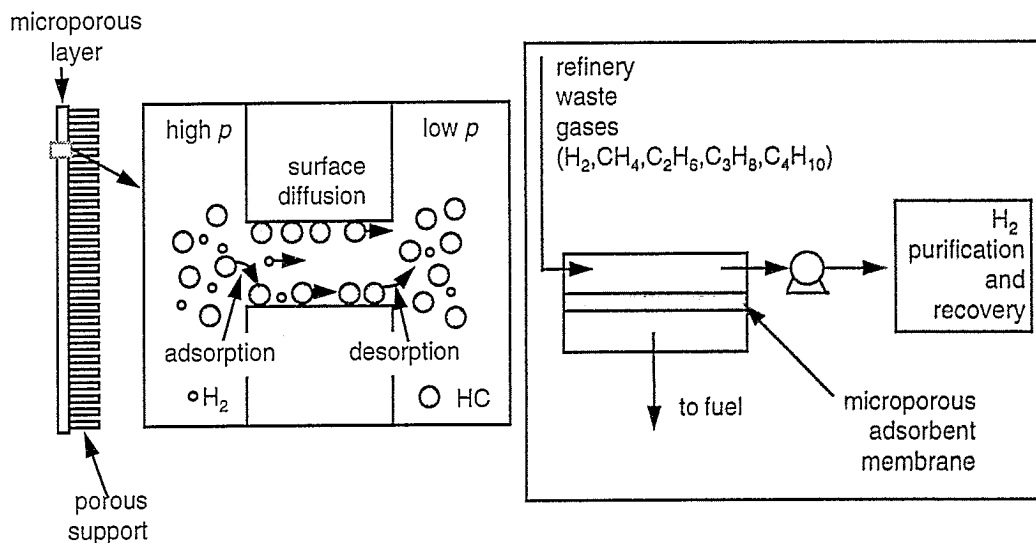 microporous
layer
high p
low p
surface
diffusion
adsorption
desorption
H₂
HC
porous
support
refinery
waste
gases
(H₂,CH₄,C₂H₆,C₃H₈,C₄H₁₀)
H₂
purification
and
recovery
to fuel
microporous
adsorbent
membrane